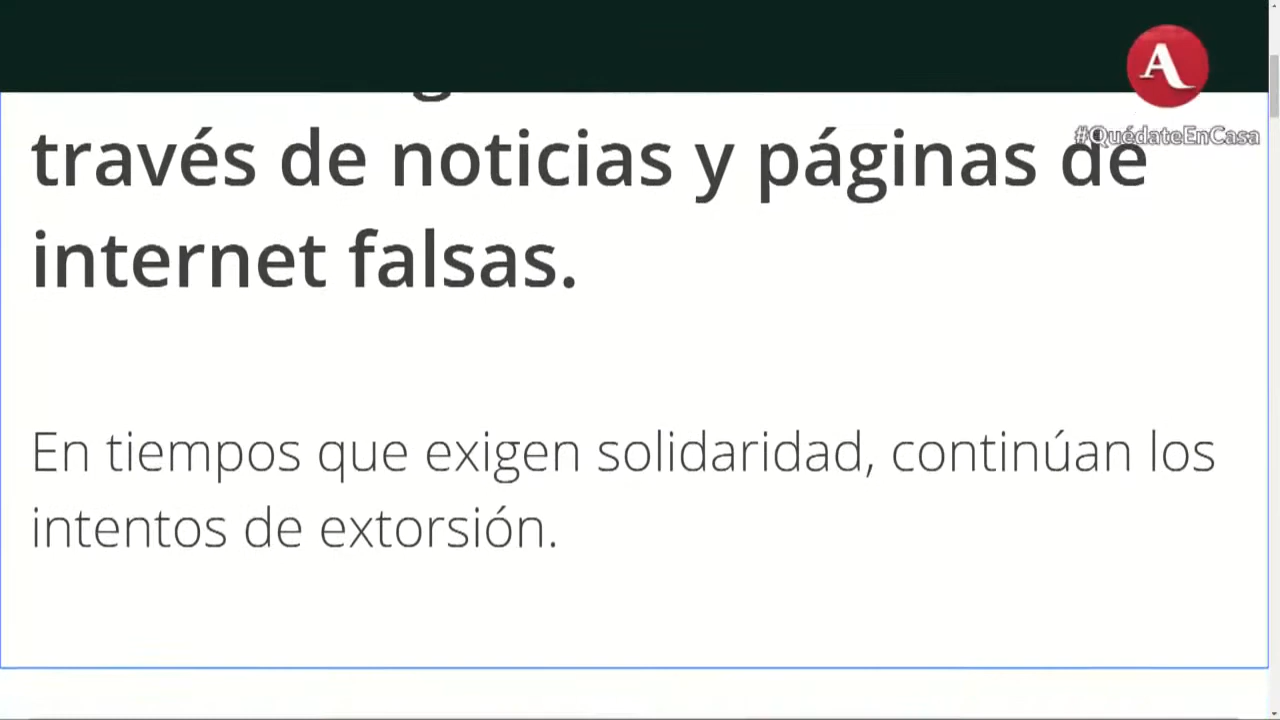 A
#QuédateEnCasa
través de noticias y páginas de
internet falsas.
En tiempos que exigen solidaridad, continúan los
intentos de extorsión.